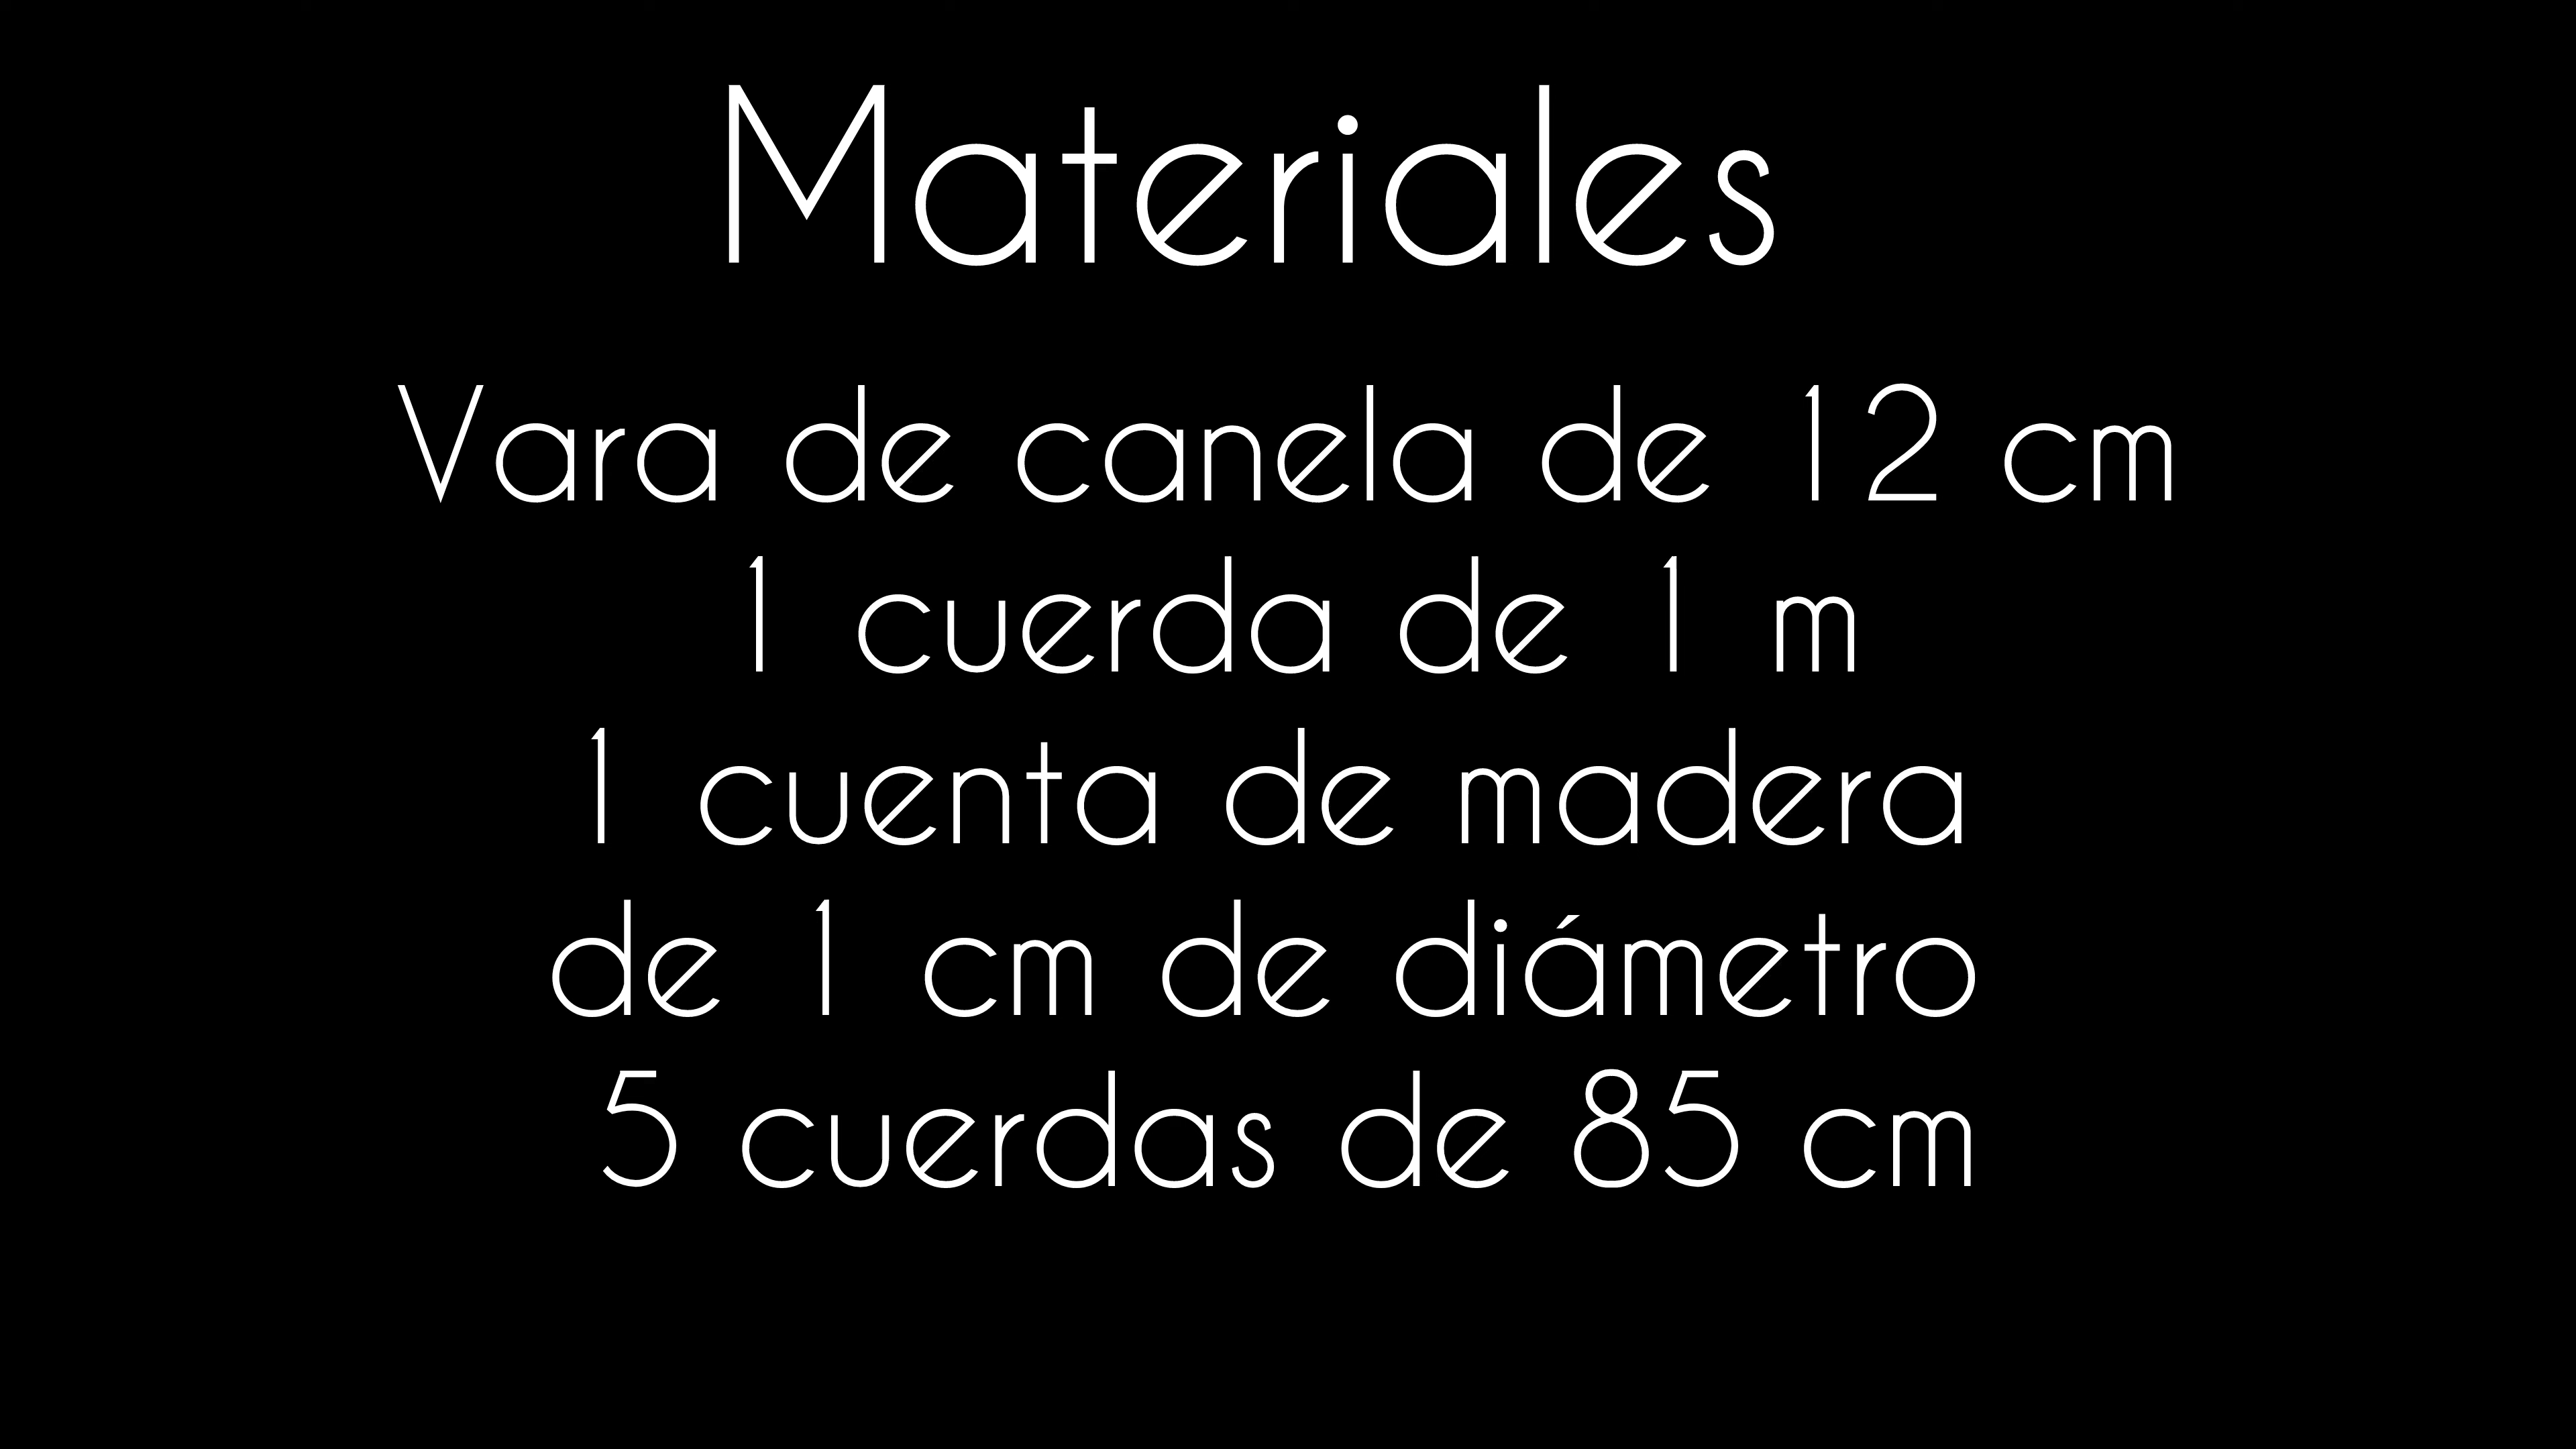 Materiales
Vara de canela de 12 cm
1 cuerda de 1 m
1 cuenta de madera
de 1 cm de diámetro
5 cuerdas de 85 cm